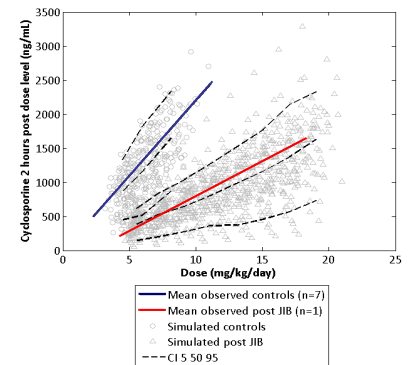 3500
3000
2500
2000
1500
1000
500
0
Cyclosporine 2 hours post dose level (ng/mL)
0 5 10 15 20 25
Dose (mg/kg/day)
Mean observed controls (n=7)
Mean observed post JIB (n=1)
Simulated controls
Simulated post JIB
CI 5 50 95